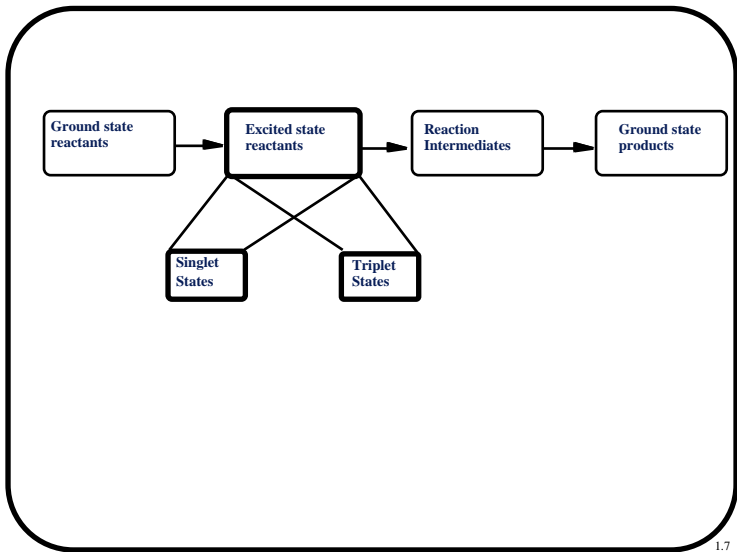 Ground state
reactants
Excited state
reactants
Reaction
Intermediates
Ground state
products
Singlet
States
Triplet
States
1.7